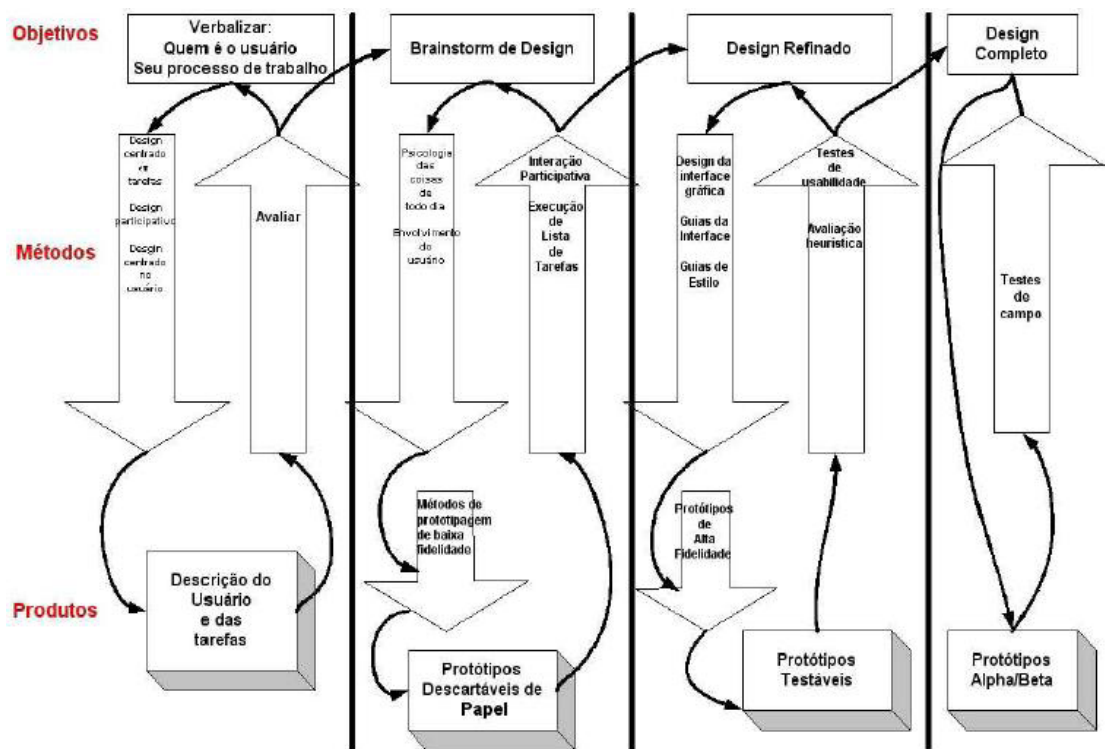 Objetivos
Verbalizar:
Quem é o usuário
Seu processo de trabalho
Brainstorm de Design
Design Refinado
Design
Completo
Métodos
Design
centrado
tarefas
Design
participativo
Desgin
centrado
no
usuário
Avaliar
Psicologia
das
coisas
de
todo dia
Envolvimento
do
usuário
Interação
Participativa
Execução
de
Lista
de
Tarefas
Design da
interface
gráfica
Guias da
Interface
Guias de
Estilo
Testes
de
usabilidade
Avaliação
heurística
Testes
de
campo
Métodos de
prototipagem
de baixa
fidelidade
Protótipos
de
Alta
Fidelidade
Produtos
Descrição do
Usuário
e das
tarefas
Protótipos
Descartáveis de
Papel
Protótipos
Testáveis
Protótipos
Alpha/Beta